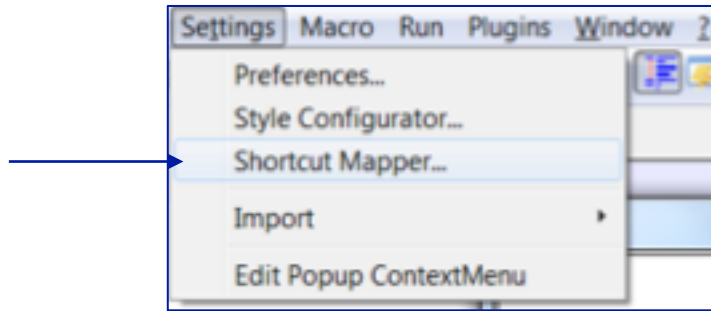 Settings Macro Run Plugins Window ?
Preferences...
Style Configurator...
Shortcut Mapper...
Import
Edit Popup ContextMenu